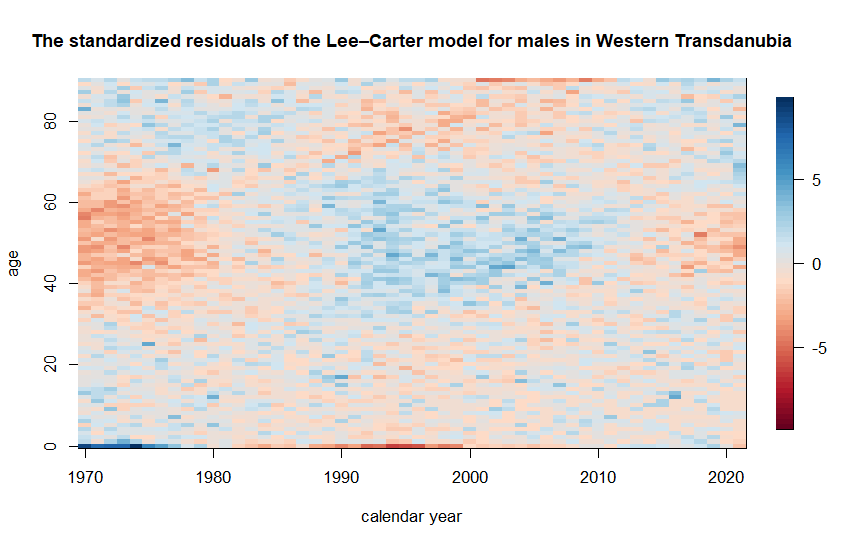 The standardized residuals of the Lee–Carter model for males in Western Transdanubia
age
80
60
40
20
0
1970 1980 1990 2000 2010 2020
calendar year
5
0
-5